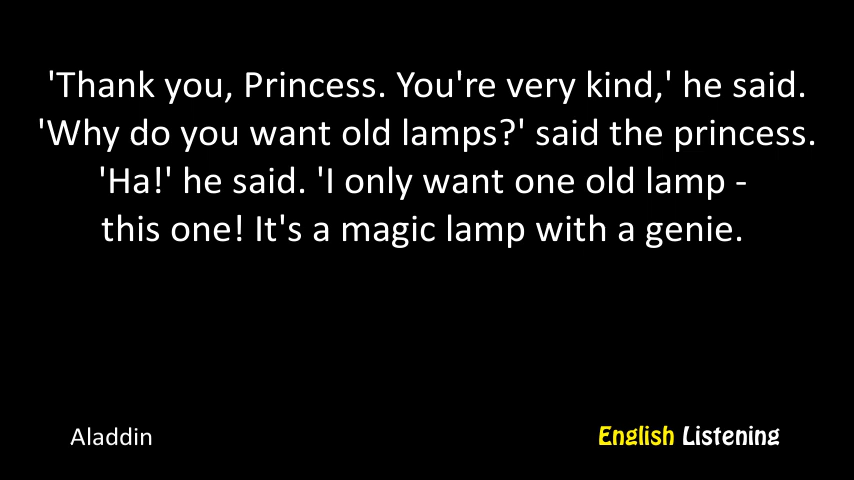 'Thank you, Princess. You're very kind,' he said.
'Why do you want old lamps?' said the princess.
'Ha!' he said. 'I only want one old lamp -
this one! It's a magic lamp with a genie.
Aladdin
English Listening